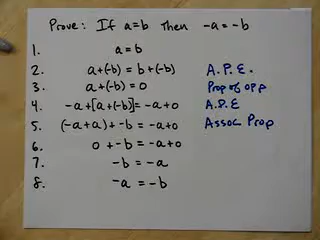 Prove: If a=b Then -a=-b
1. a=b
2. a+(-b) = b+(-b) A.P.E.
3. a+(-b) = 0 Prop of opp
4. -a+[a+(-b)]=-a+0 A.P.E
5. (-a+a)+-b = -a+0 Assoc Prop
6. 0 + -b = -a+0
7. -b = -a
8. -a = -b